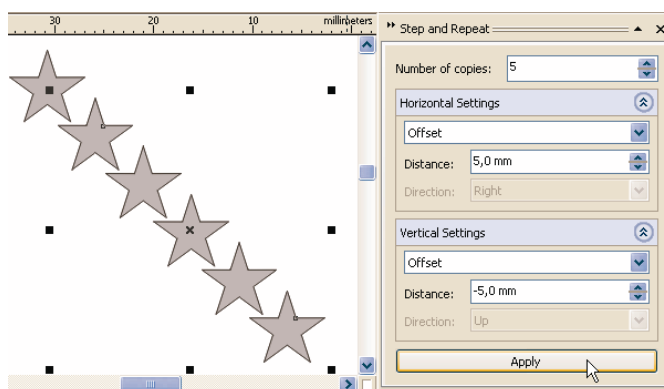 30 20 10 millimeters
Step and Repeat
Number of copies: 5
Horizontal Settings
Offset
Distance: 5,0 mm
Direction: Right
Vertical Settings
Offset
Distance: -5,0 mm
Direction: Up
Apply